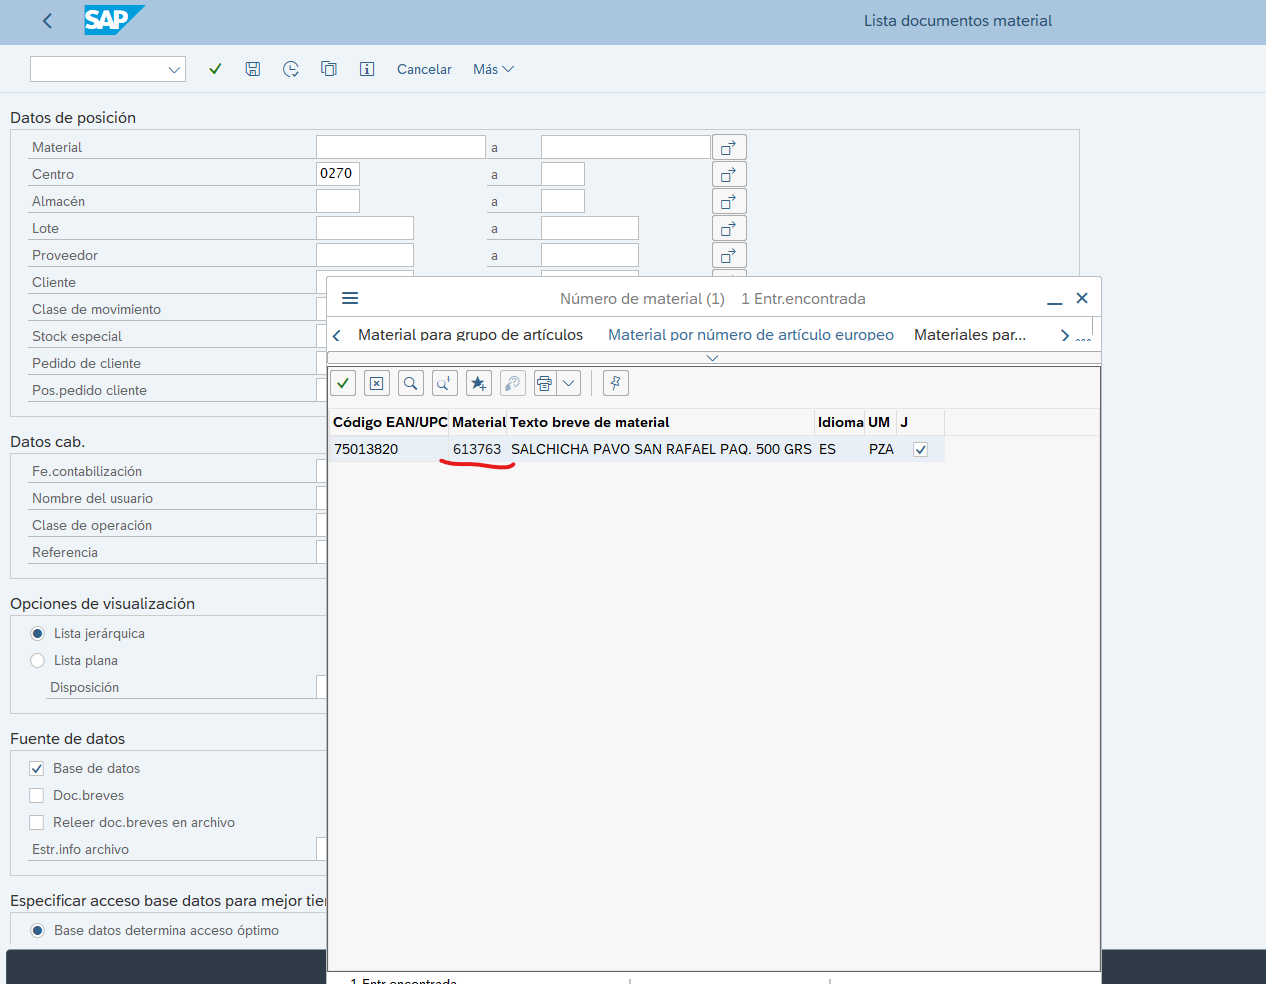 SAP
Lista documentos material
Cancelar
Más
Datos de posición
Material
a
Centro
0270
a
Almacén
a
Lote
a
Proveedor
a
Cliente
Clase de movimiento
Stock especial
Pedido de cliente
Pos.pedido cliente
Datos cab.
Fe.contabilización
Nombre del usuario
Clase de operación
Referencia
Opciones de visualización
Lista jerárquica
Lista plana
Disposición
Fuente de datos
Base de datos
Doc.breves
Releer doc.breves en archivo
Estr.info archivo
Especificar acceso base datos para mejor tie
Base datos determina acceso óptimo
Número de material (1) 1 Entr.encontrada
Material para grupo de artículos Material por número de artículo europeo Materiales par...
Código EAN/UPC Material Texto breve de material Idioma UM J
75013820 613763 SALCHICHA PAVO SAN RAFAEL PAQ. 500 GRS ES PZA
1 Entr.encontrada